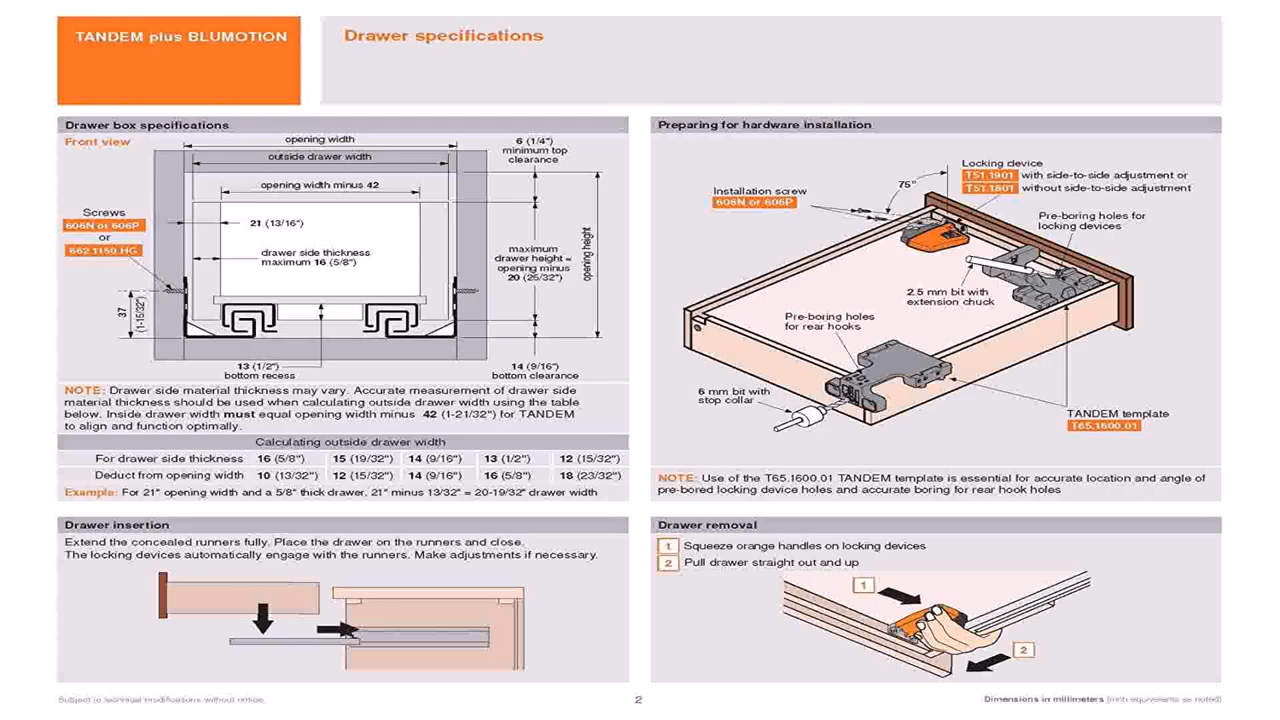 TANDEM plus BLUMOTION
Drawer specifications
Drawer box specifications
Front view
opening width
outside drawer width
opening width minus 42
6 (1/4")
minimum top
clearance
Screws
606N or 606P
or
662.1150.HG
21 (13/16")
drawer side thickness
maximum 16 (5/8")
maximum
drawer height =
opening minus
20 (25/32")
opening height
37
(1-15/32")
13 (1/2")
bottom recess
14 (9/16")
bottom clearance
NOTE: Drawer side material thickness may vary. Accurate measurement of drawer side
material thickness should be used when calculating outside drawer width using the table
below. Inside drawer width must equal opening width minus 42 (1-21/32") for TANDEM
to align and function optimally.
Calculating outside drawer width
For drawer side thickness 16 (5/8") 15 (19/32") 14 (9/16") 13 (1/2") 12 (15/32")
Deduct from opening width 10 (13/32") 12 (15/32") 14 (9/16") 16 (5/8") 18 (23/32")
Example: For 21" opening width and a 5/8" thick drawer, 21" minus 13/32" = 20-19/32" drawer width
Preparing for hardware installation
Locking device
T51.1901 with side-to-side adjustment or
T51.1801 without side-to-side adjustment
75°
Installation screw
606N or 606P
Pre-boring holes for
locking devices
2.5 mm bit with
extension chuck
Pre-boring holes
for rear hooks
6 mm bit with
stop collar
TANDEM template
T65.1600.01
NOTE: Use of the T65.1600.01 TANDEM template is essential for accurate location and angle of
pre-bored locking device holes and accurate boring for rear hook holes
Drawer insertion
Extend the concealed runners fully. Place the drawer on the runners and close.
The locking devices automatically engage with the runners. Make adjustments if necessary.
Drawer removal
1 Squeeze orange handles on locking devices
2 Pull drawer straight out and up
1
2
Subject to technical modifications without notice.
2
Dimensions in millimeters (inch equivalents as noted)